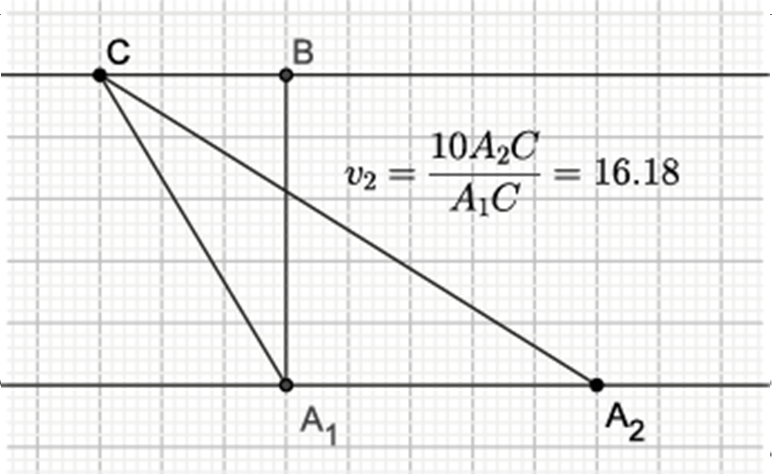 C
B
v₂ = 10A₂C / A₁C = 16.18
A₁
A₂